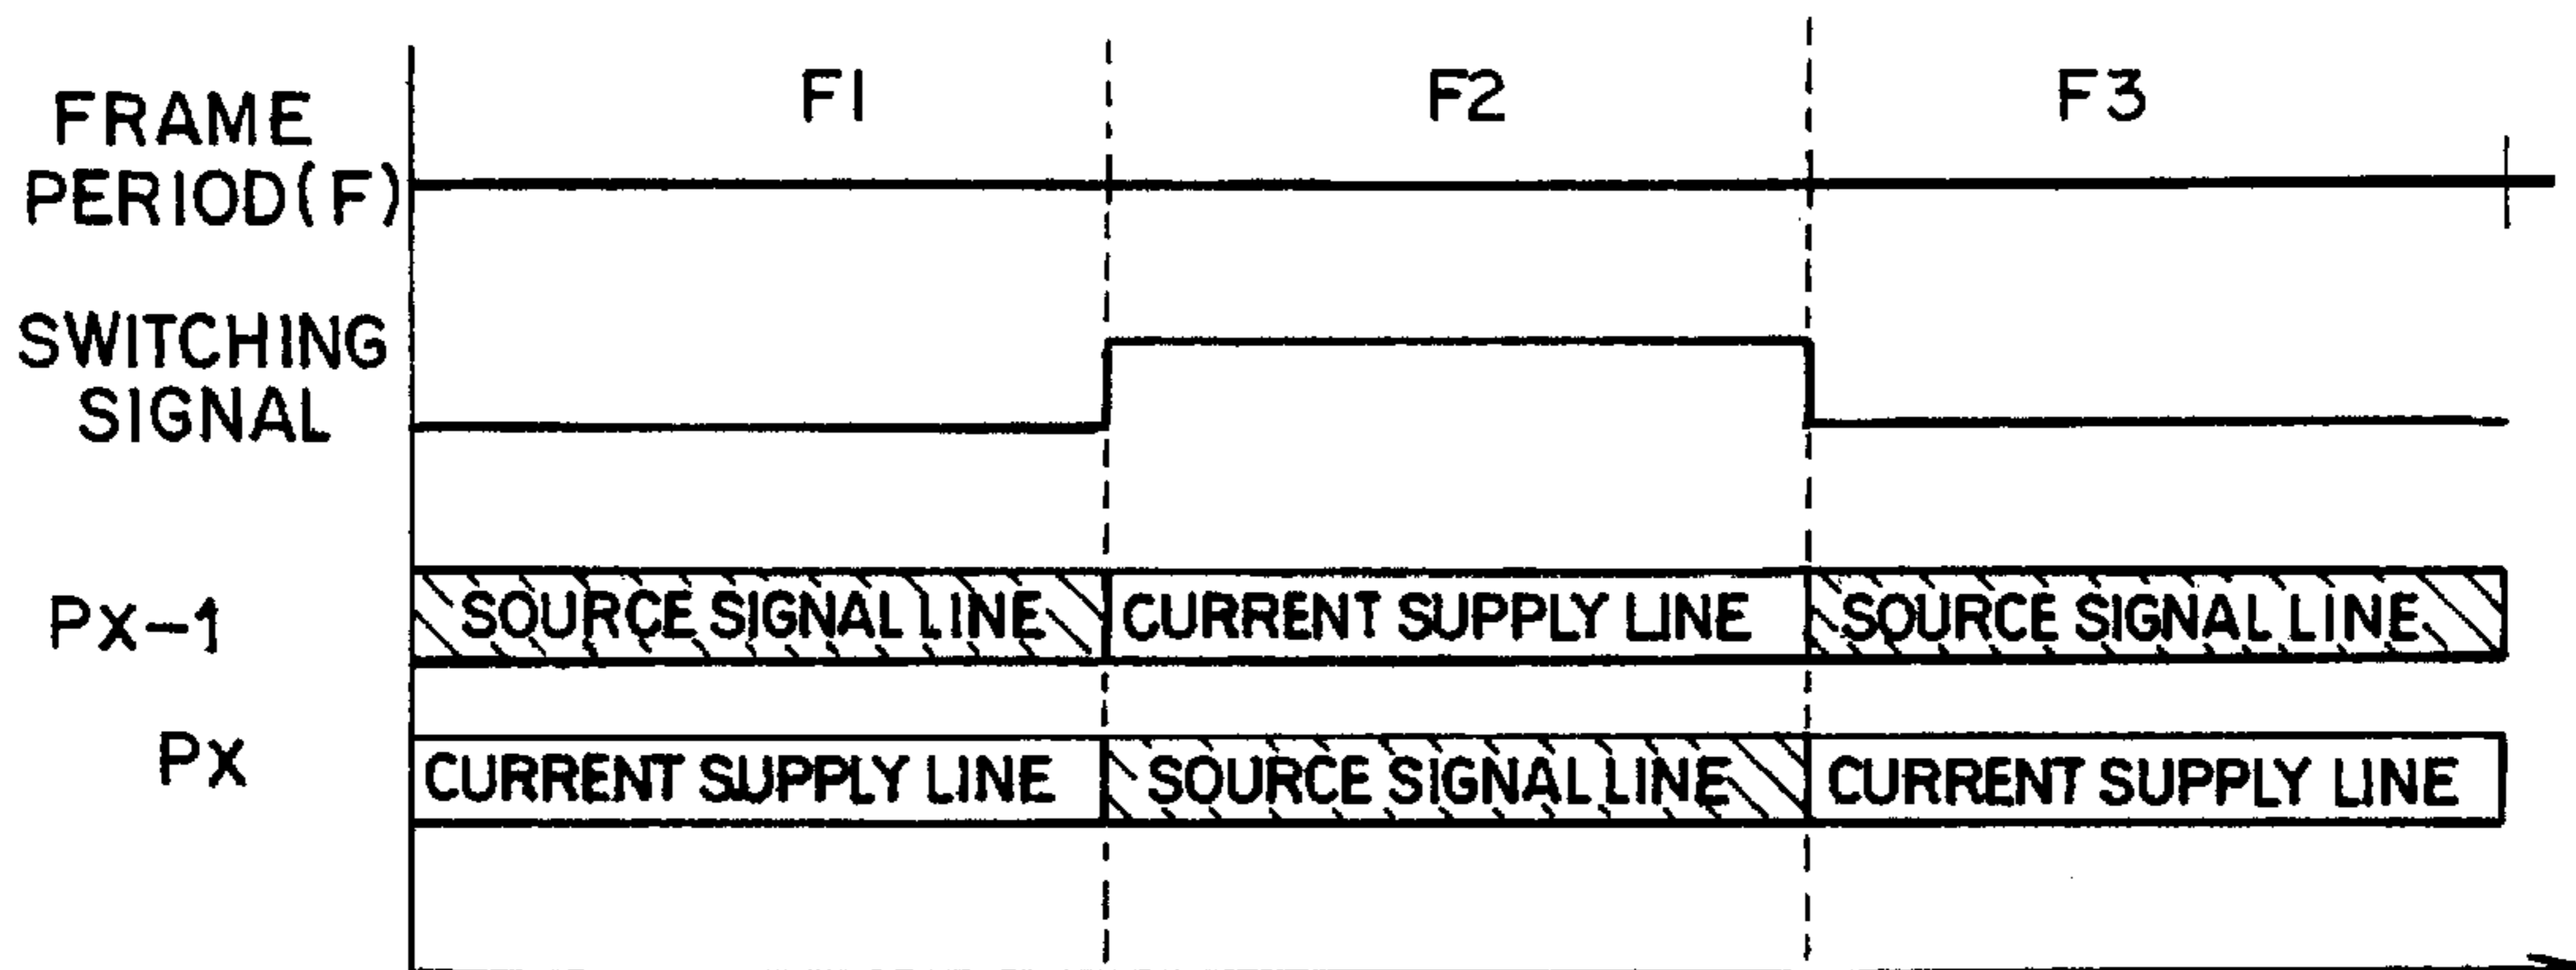 F1 F2 F3
FRAME
PERIOD(F)
SWITCHING
SIGNAL
Px-1 SOURCE SIGNAL LINE CURRENT SUPPLY LINE SOURCE SIGNAL LINE
Px CURRENT SUPPLY LINE SOURCE SIGNAL LINE CURRENT SUPPLY LINE